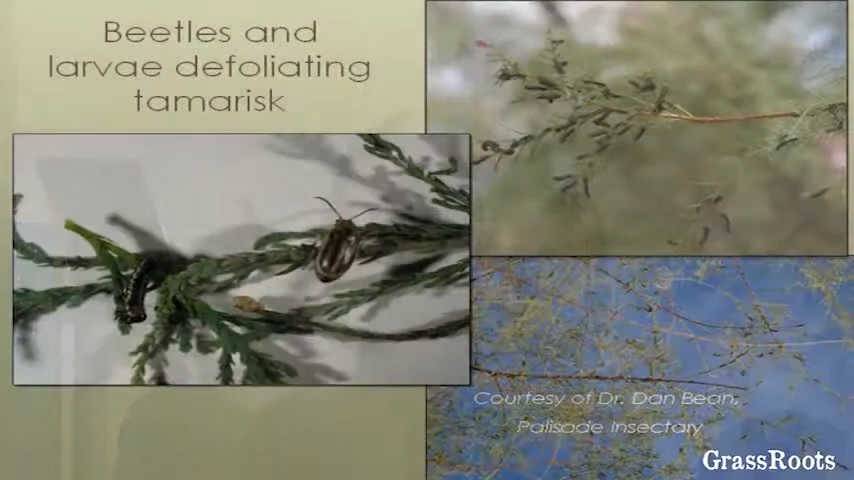 Beetles and
larvae defoliating
tamarisk
Courtesy of Dr. Dan Bean,
Palisade Insectary
GrassRoots